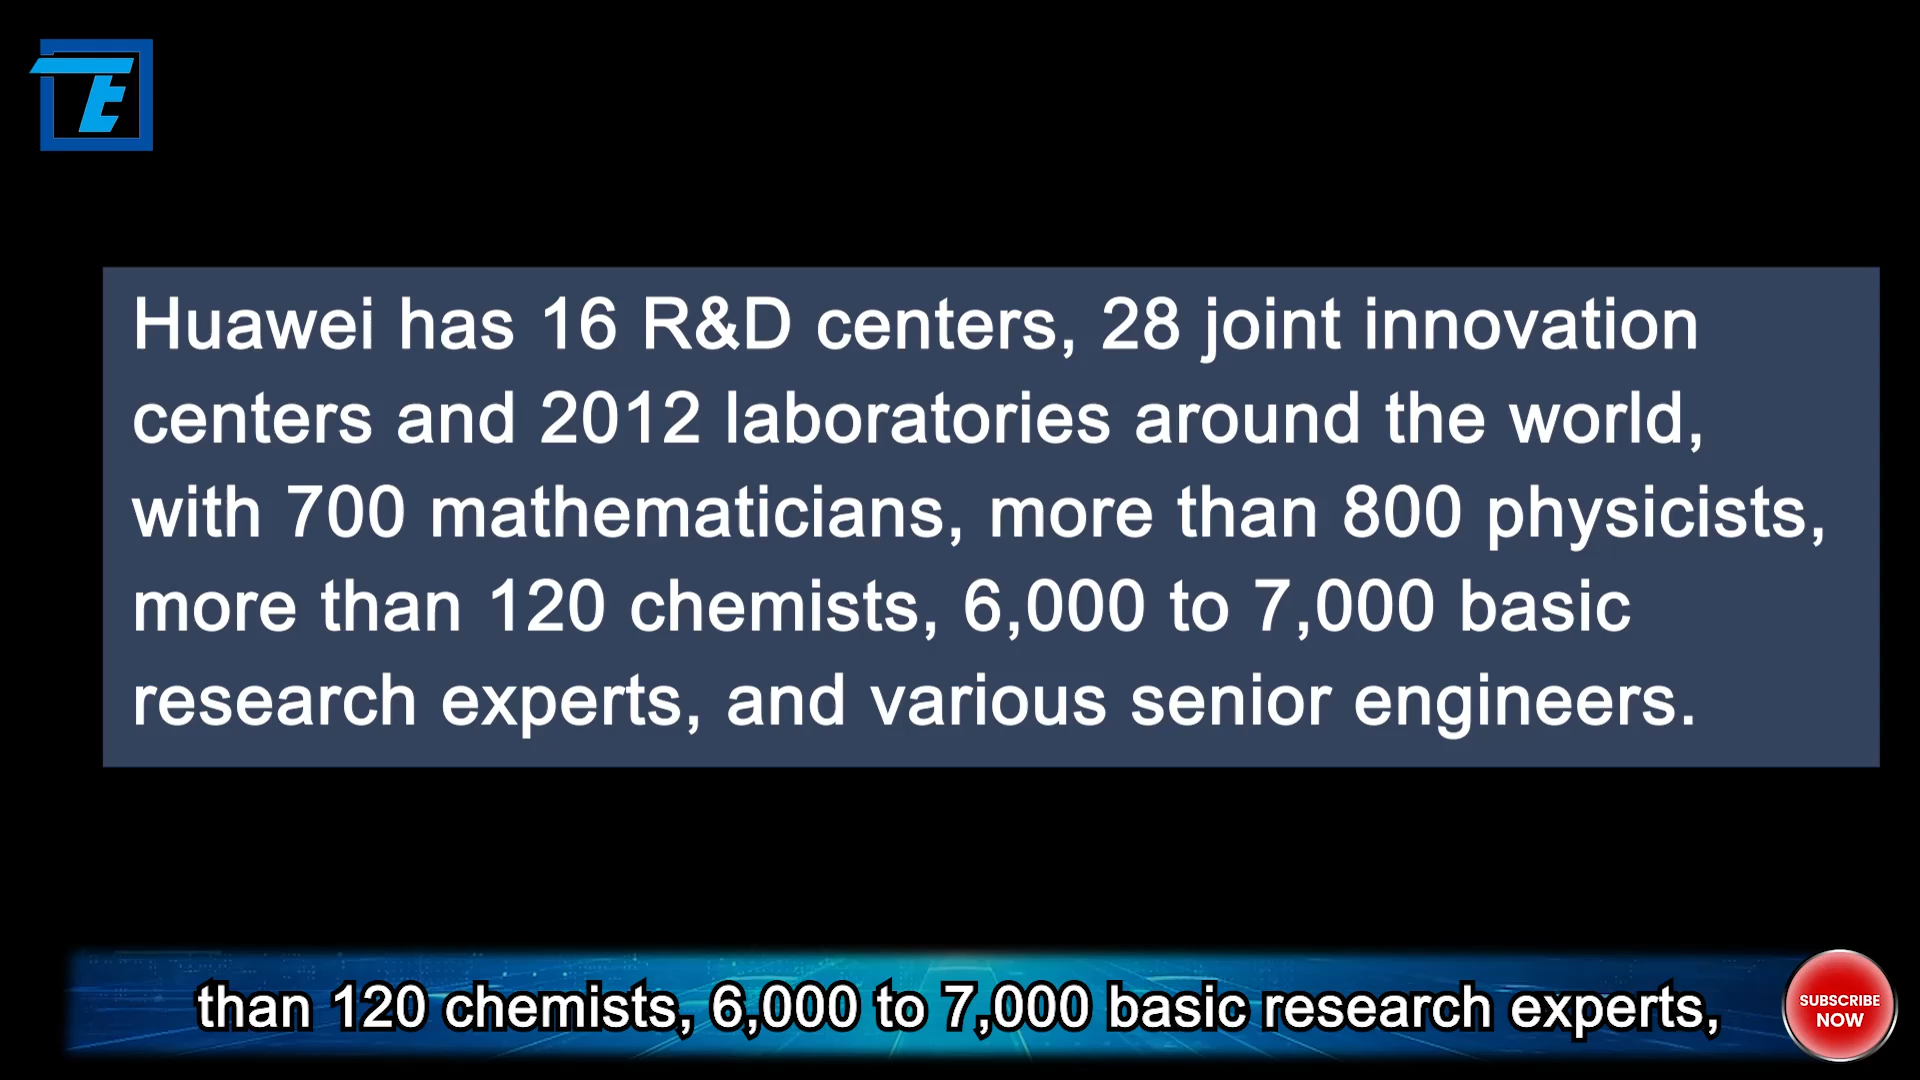 TE
Huawei has 16 R&D centers, 28 joint innovation
centers and 2012 laboratories around the world,
with 700 mathematicians, more than 800 physicists,
more than 120 chemists, 6,000 to 7,000 basic
research experts, and various senior engineers.
than 120 chemists, 6,000 to 7,000 basic research experts,
SUBSCRIBE
NOW